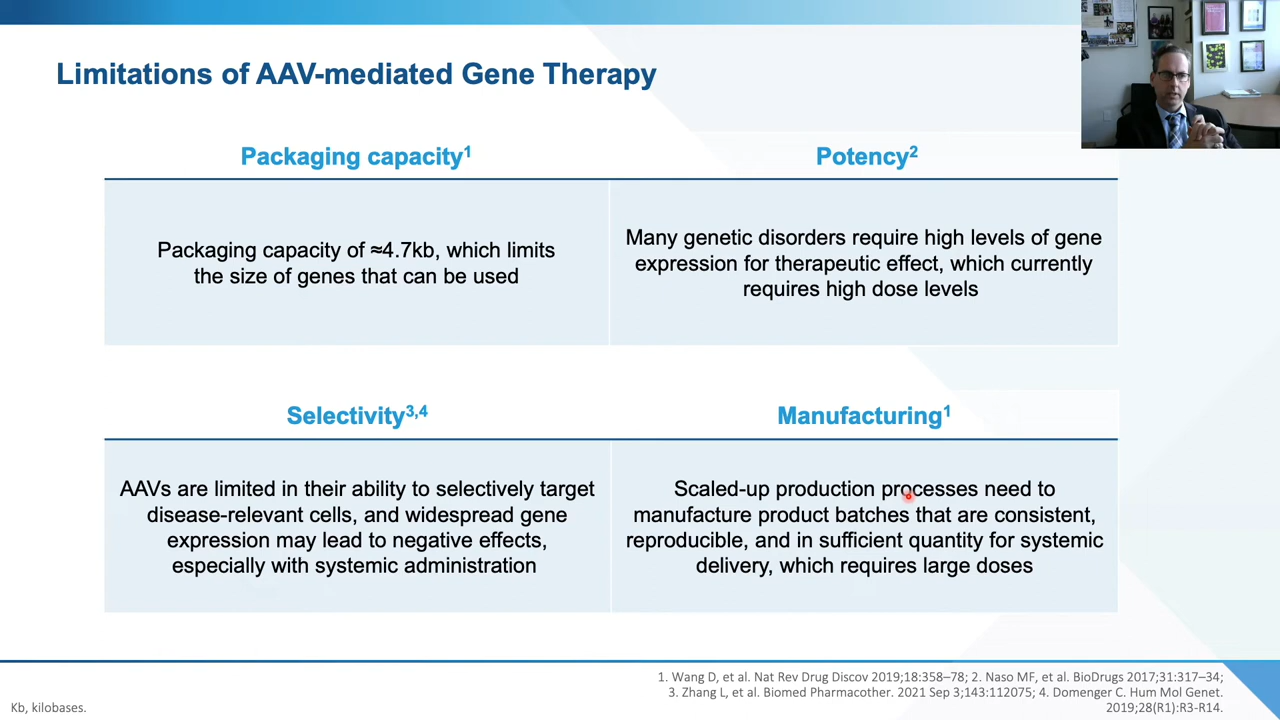 Limitations of AAV-mediated Gene Therapy
Packaging capacity1
Packaging capacity of ≈4.7kb, which limits
the size of genes that can be used
Potency2
Many genetic disorders require high levels of gene
expression for therapeutic effect, which currently
requires high dose levels
Selectivity3,4
AAVs are limited in their ability to selectively target
disease-relevant cells, and widespread gene
expression may lead to negative effects,
especially with systemic administration
Manufacturing1
Scaled-up production processes need to
manufacture product batches that are consistent,
reproducible, and in sufficient quantity for systemic
delivery, which requires large doses
Kb, kilobases.
1. Wang D, et al. Nat Rev Drug Discov 2019;18:358–78; 2. Naso MF, et al. BioDrugs 2017;31:317–34;
3. Zhang L, et al. Biomed Pharmacother. 2021 Sep 3;143:112075; 4. Domenger C. Hum Mol Genet.
2019;28(R1):R3-R14.